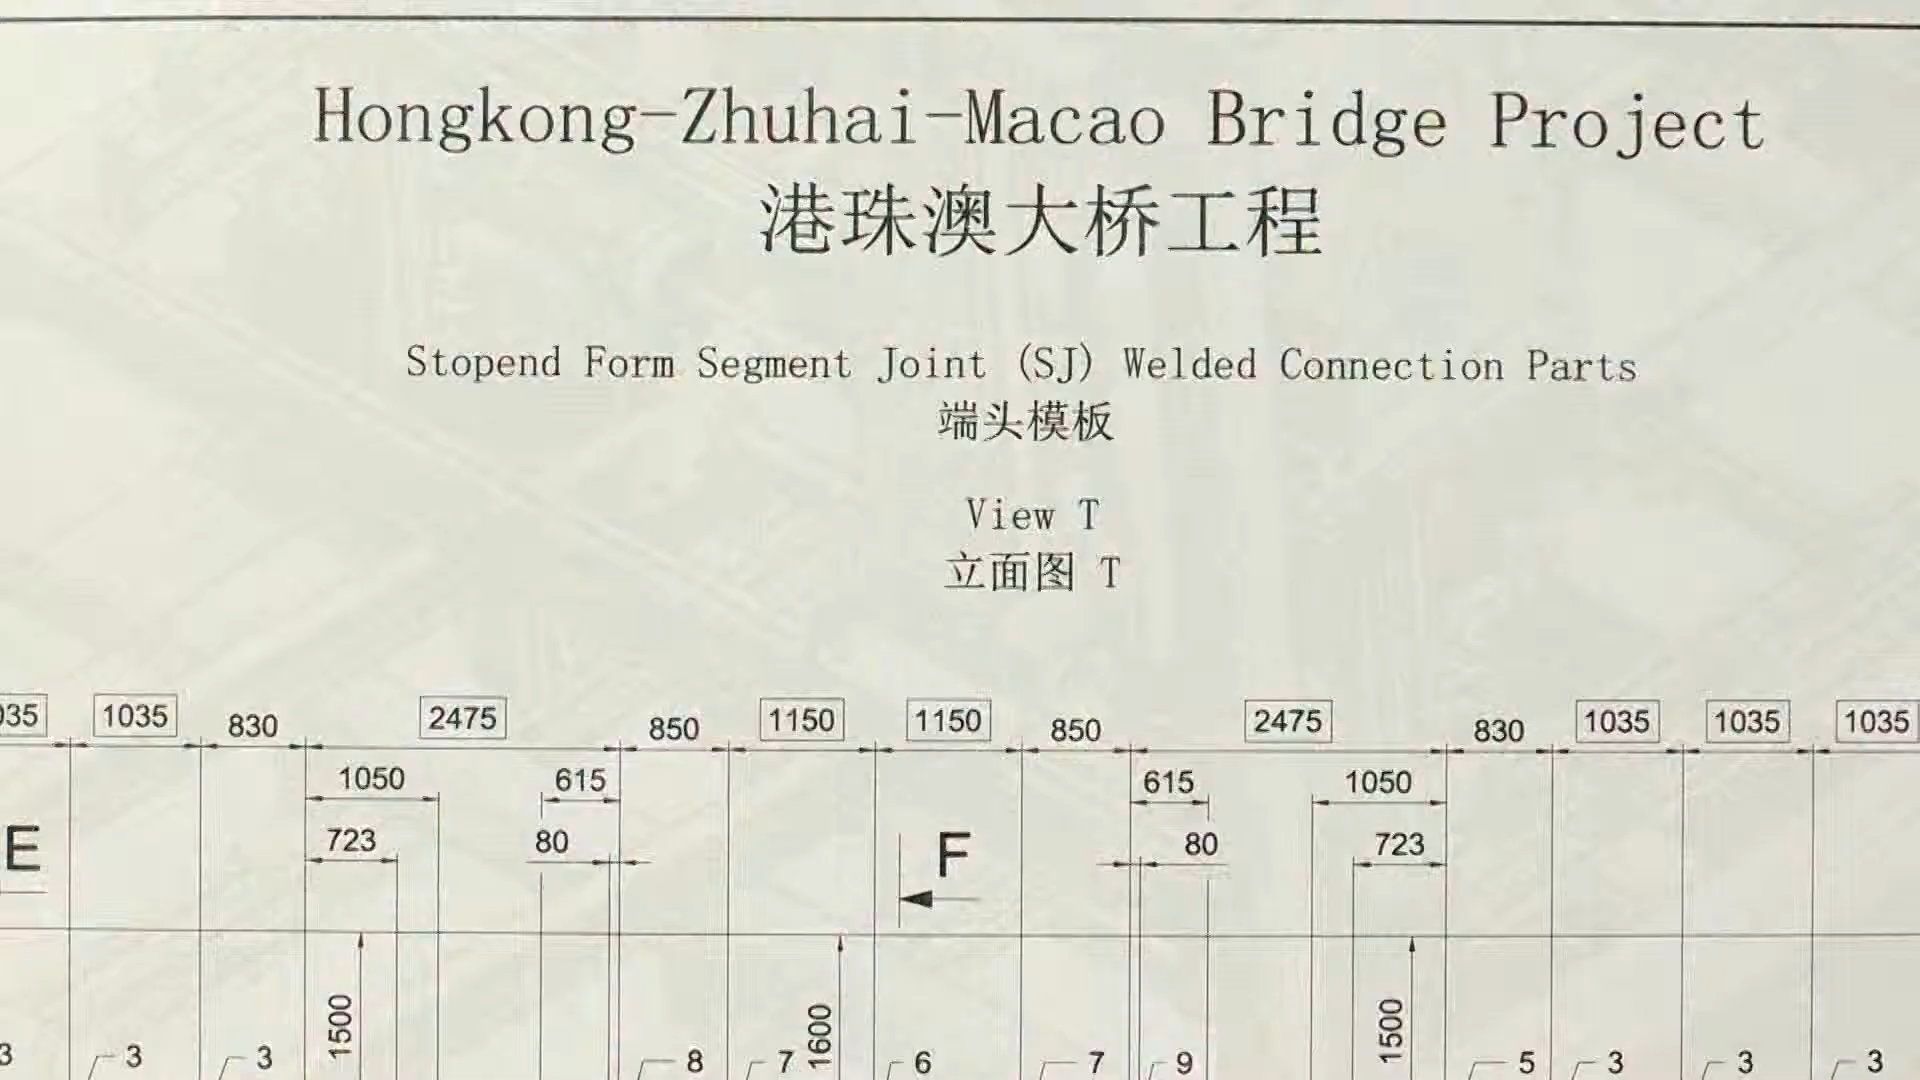 Hongkong-Zhuhai-Macao Bridge Project
港珠澳大桥工程
Stopend Form Segment Joint (SJ) Welded Connection Parts
端头模板
View T
立面图 T
1035 830 2475 850 1150 1150 850 2475 830 1035 1035 1035
1050 615 615 1050
723 80 80 723
E F
1500 1600 1500
3 3 3 8 7 6 7 9 5 3 3 3